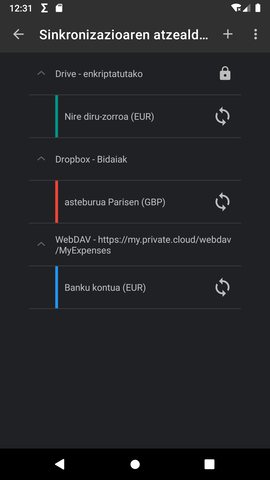 12:31
Sinkronizazioaren atzeald...
Drive - enkriptatutako
Nire diru-zorroa (EUR)
Dropbox - Bidaiak
asteburua Parisen (GBP)
WebDAV - https://my.private.cloud/webdav
/MyExpenses
Banku kontua (EUR)